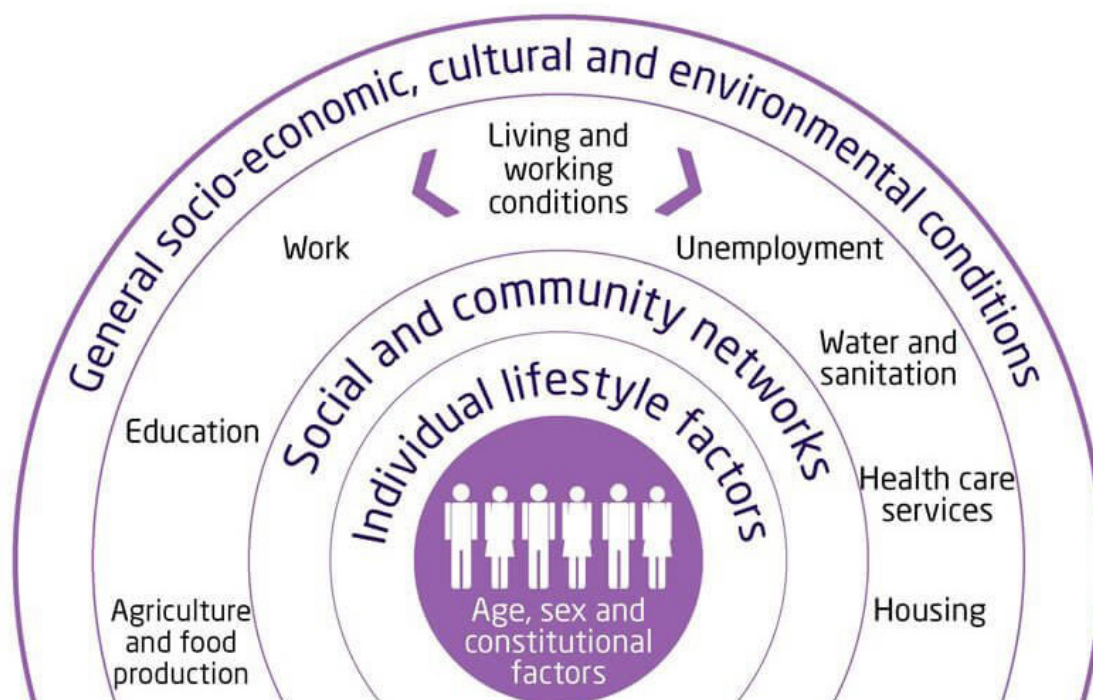 General socio-economic, cultural and environmental conditions
Living and
working
conditions
Work
Unemployment
Social and community networks
Water and
sanitation
Individual lifestyle factors
Education
Health care
services
Agriculture
and food
production
Age, sex and
constitutional
factors
Housing